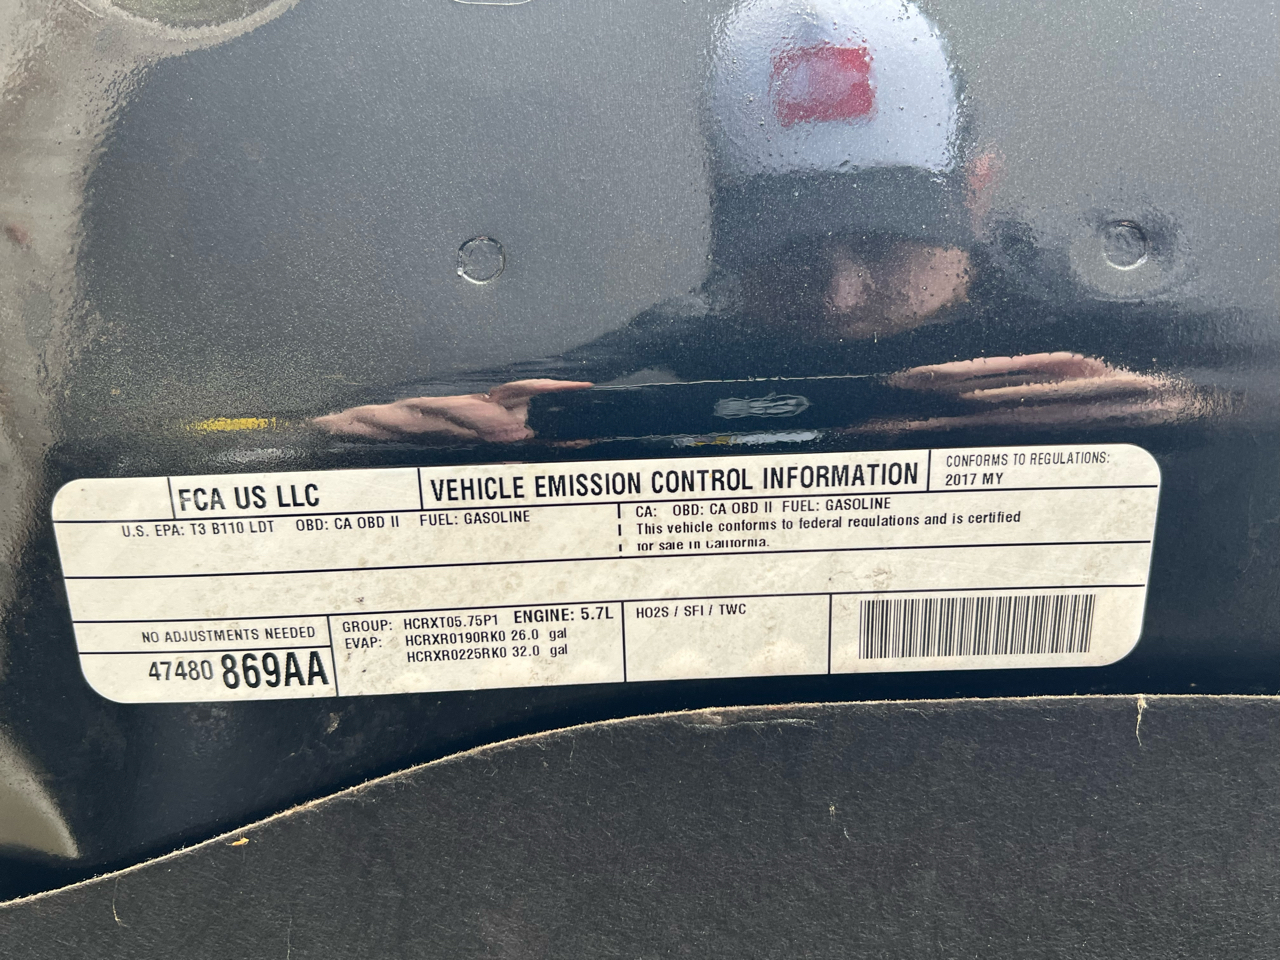 FCA US LLC
VEHICLE EMISSION CONTROL INFORMATION
CONFORMS TO REGULATIONS:
2017 MY
U.S. EPA: T3 B110 LDT OBD: CA OBD II FUEL: GASOLINE
CA: OBD: CA OBD II FUEL: GASOLINE
This vehicle conforms to federal regulations and is certified
for sale in California.
NO ADJUSTMENTS NEEDED
47480 869AA
GROUP: HCRXT05.75P1 ENGINE: 5.7L
EVAP: HCRXR0190RK0 26.0 gal
HCRXR0225RK0 32.0 gal
HO2S / SFI / TWC